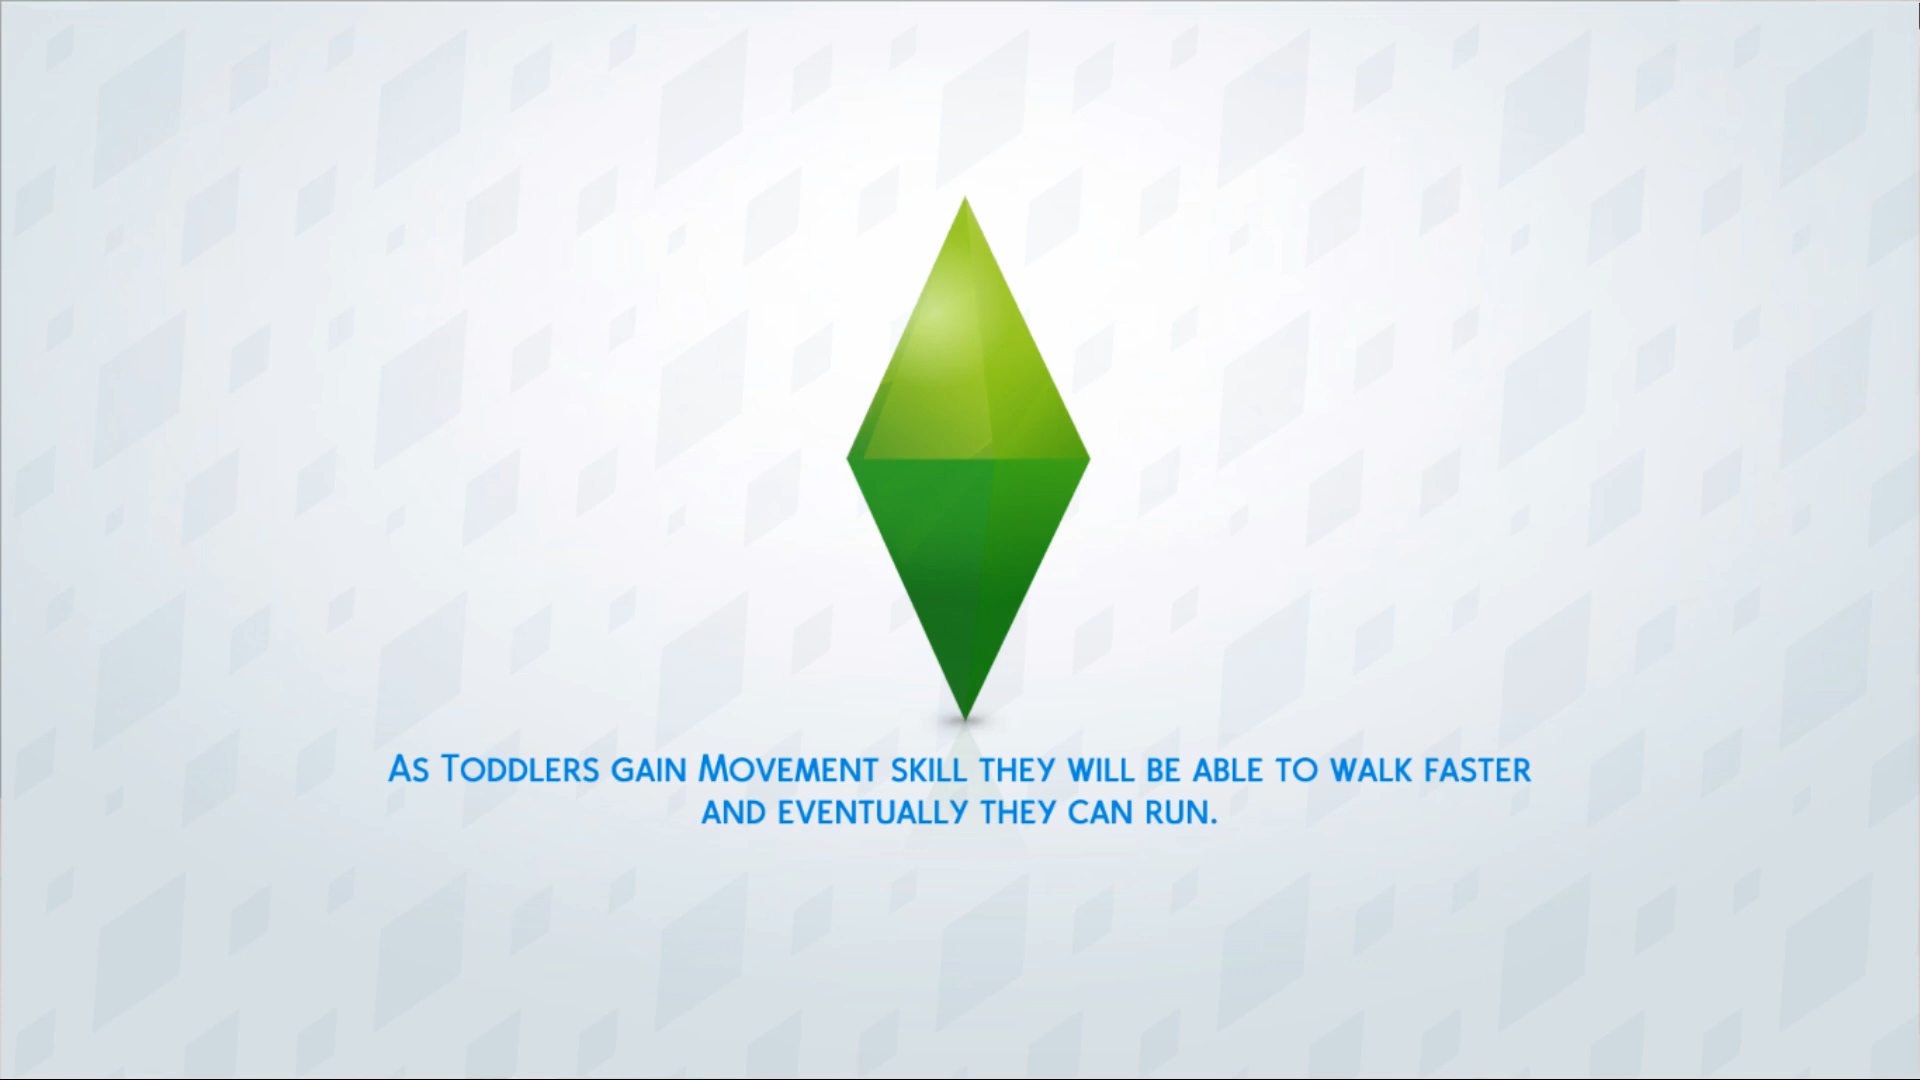 As Toddlers gain Movement skill they will be able to walk faster
and eventually they can run.